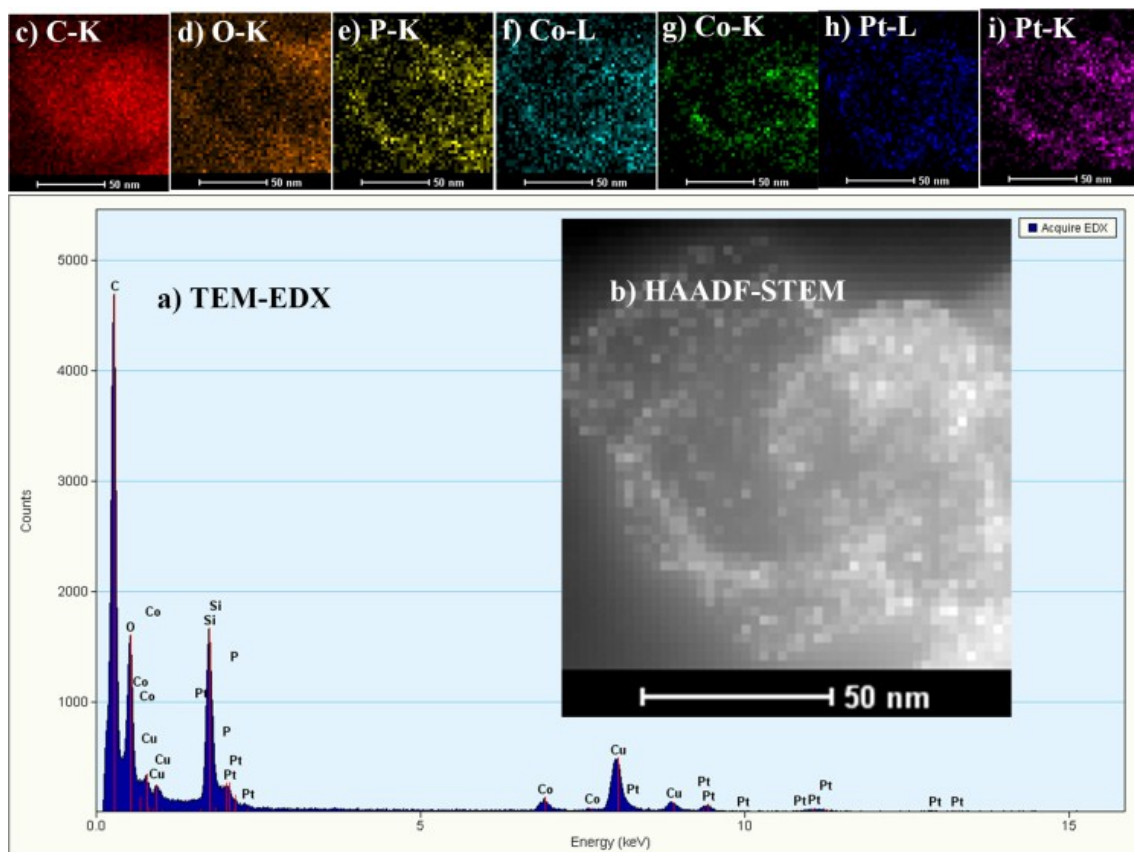 c) C-K
d) O-K
e) P-K
f) Co-L
g) Co-K
h) Pt-L
i) Pt-K
50 nm
50 nm
50 nm
50 nm
50 nm
50 nm
50 nm
Acquire EDX
a) TEM-EDX
b) HAADF-STEM
50 nm
Counts
5000
4000
3000
2000
1000
C
Co
O
Co
Co
Cu
Cu
Cu
Si
Si
P
Pt
P
Pt
Pt
Pt
Co
Co
Cu
Pt
Cu
Pt
Pt
Pt
Pt
Pt
Pt
Pt
Pt
0.0
5
10
15
Energy (keV)